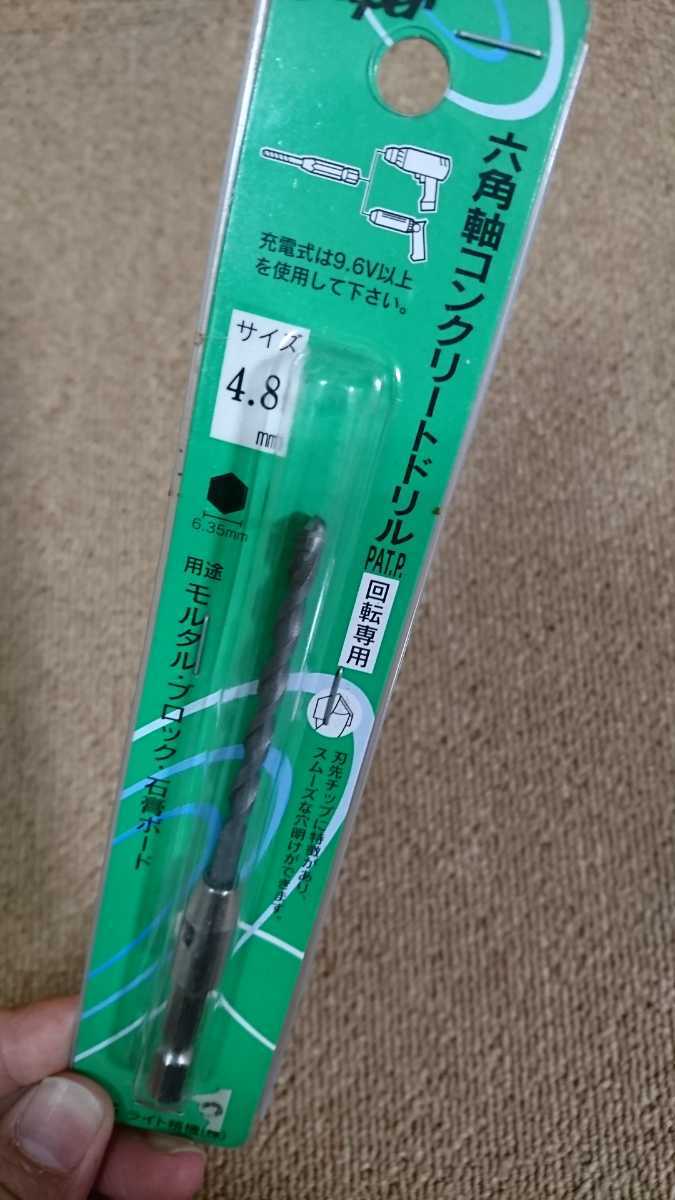 六角軸コンクリートドリル
PAT.P.
回転専用
充電式は9.6V以上
を使用して下さい。
サイズ
4.8
mm
6.35mm
用途
モルタル・ブロック・石膏ボード
刃先チップに特徴があり、
スムーズな穴明けができます。